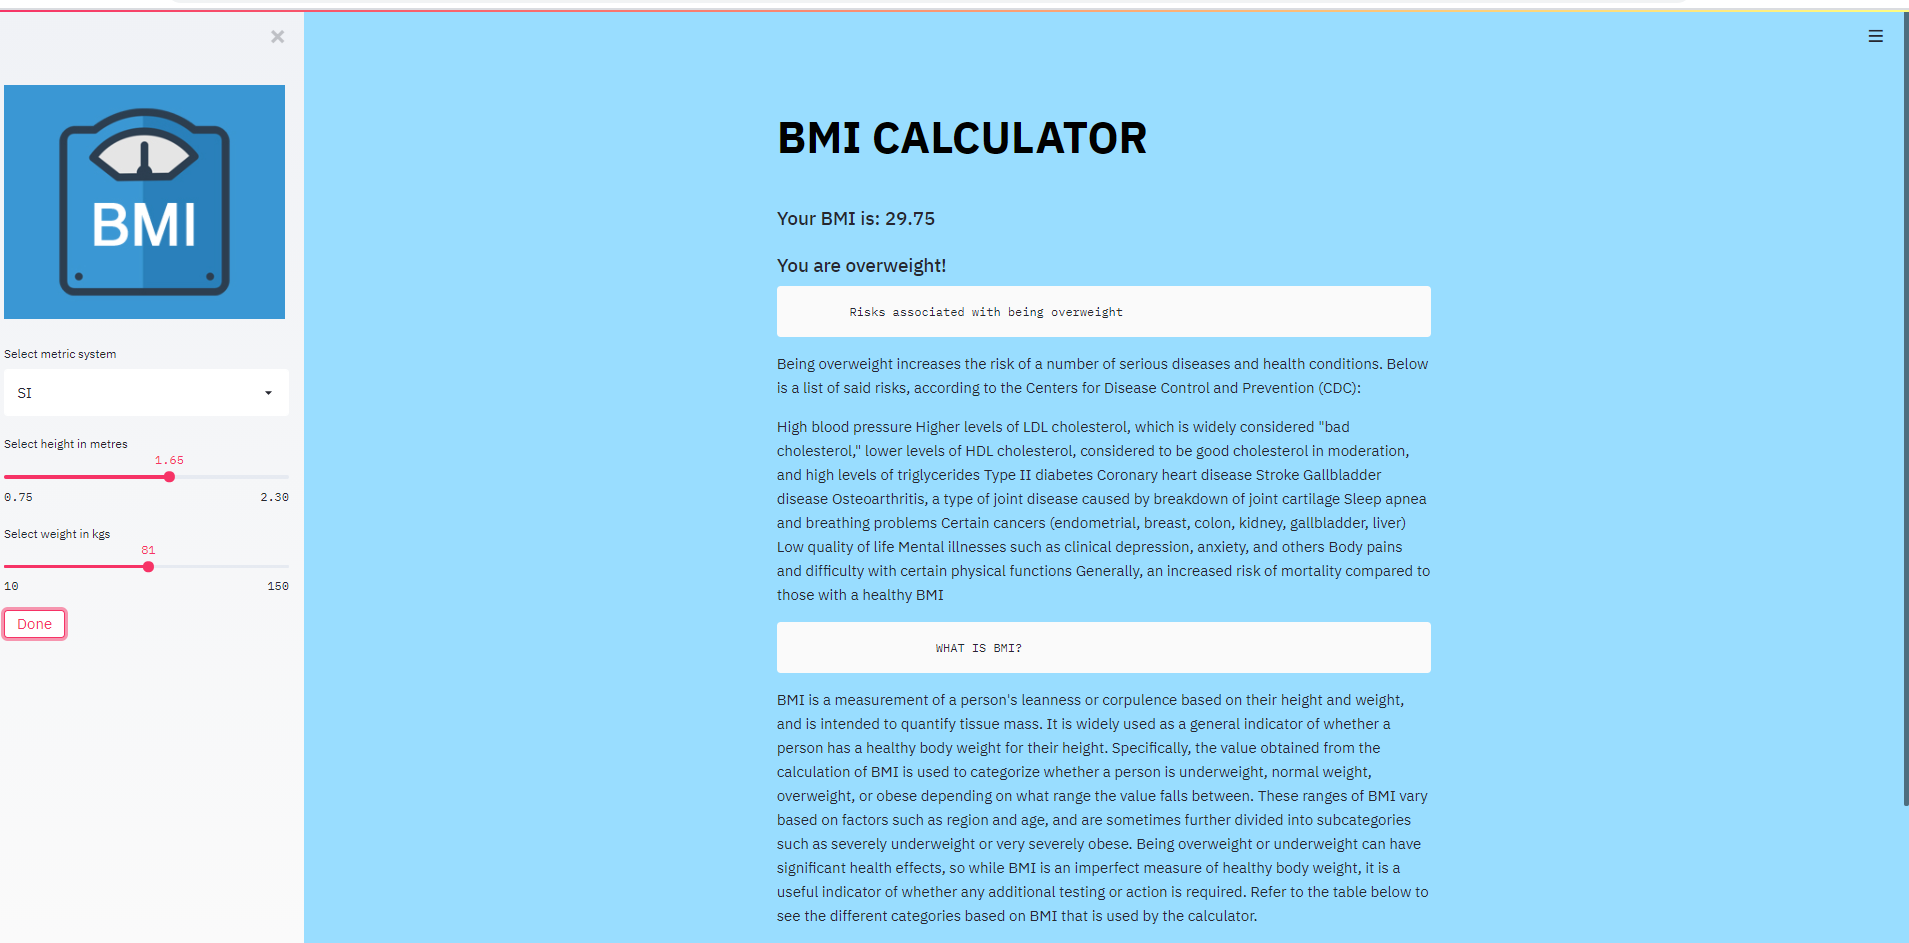 ×
BMI
Select metric system
SI
Select height in metres
1.65
0.75 2.30
Select weight in kgs
81
10 150
Done
BMI CALCULATOR
Your BMI is: 29.75
You are overweight!
Risks associated with being overweight
Being overweight increases the risk of a number of serious diseases and health conditions. Below
is a list of said risks, according to the Centers for Disease Control and Prevention (CDC):
High blood pressure Higher levels of LDL cholesterol, which is widely considered "bad
cholesterol," lower levels of HDL cholesterol, considered to be good cholesterol in moderation,
and high levels of triglycerides Type II diabetes Coronary heart disease Stroke Gallbladder
disease Osteoarthritis, a type of joint disease caused by breakdown of joint cartilage Sleep apnea
and breathing problems Certain cancers (endometrial, breast, colon, kidney, gallbladder, liver)
Low quality of life Mental illnesses such as clinical depression, anxiety, and others Body pains
and difficulty with certain physical functions Generally, an increased risk of mortality compared to
those with a healthy BMI
WHAT IS BMI?
BMI is a measurement of a person's leanness or corpulence based on their height and weight,
and is intended to quantify tissue mass. It is widely used as a general indicator of whether a
person has a healthy body weight for their height. Specifically, the value obtained from the
calculation of BMI is used to categorize whether a person is underweight, normal weight,
overweight, or obese depending on what range the value falls between. These ranges of BMI vary
based on factors such as region and age, and are sometimes further divided into subcategories
such as severely underweight or very severely obese. Being overweight or underweight can have
significant health effects, so while BMI is an imperfect measure of healthy body weight, it is a
useful indicator of whether any additional testing or action is required. Refer to the table below to
see the different categories based on BMI that is used by the calculator.